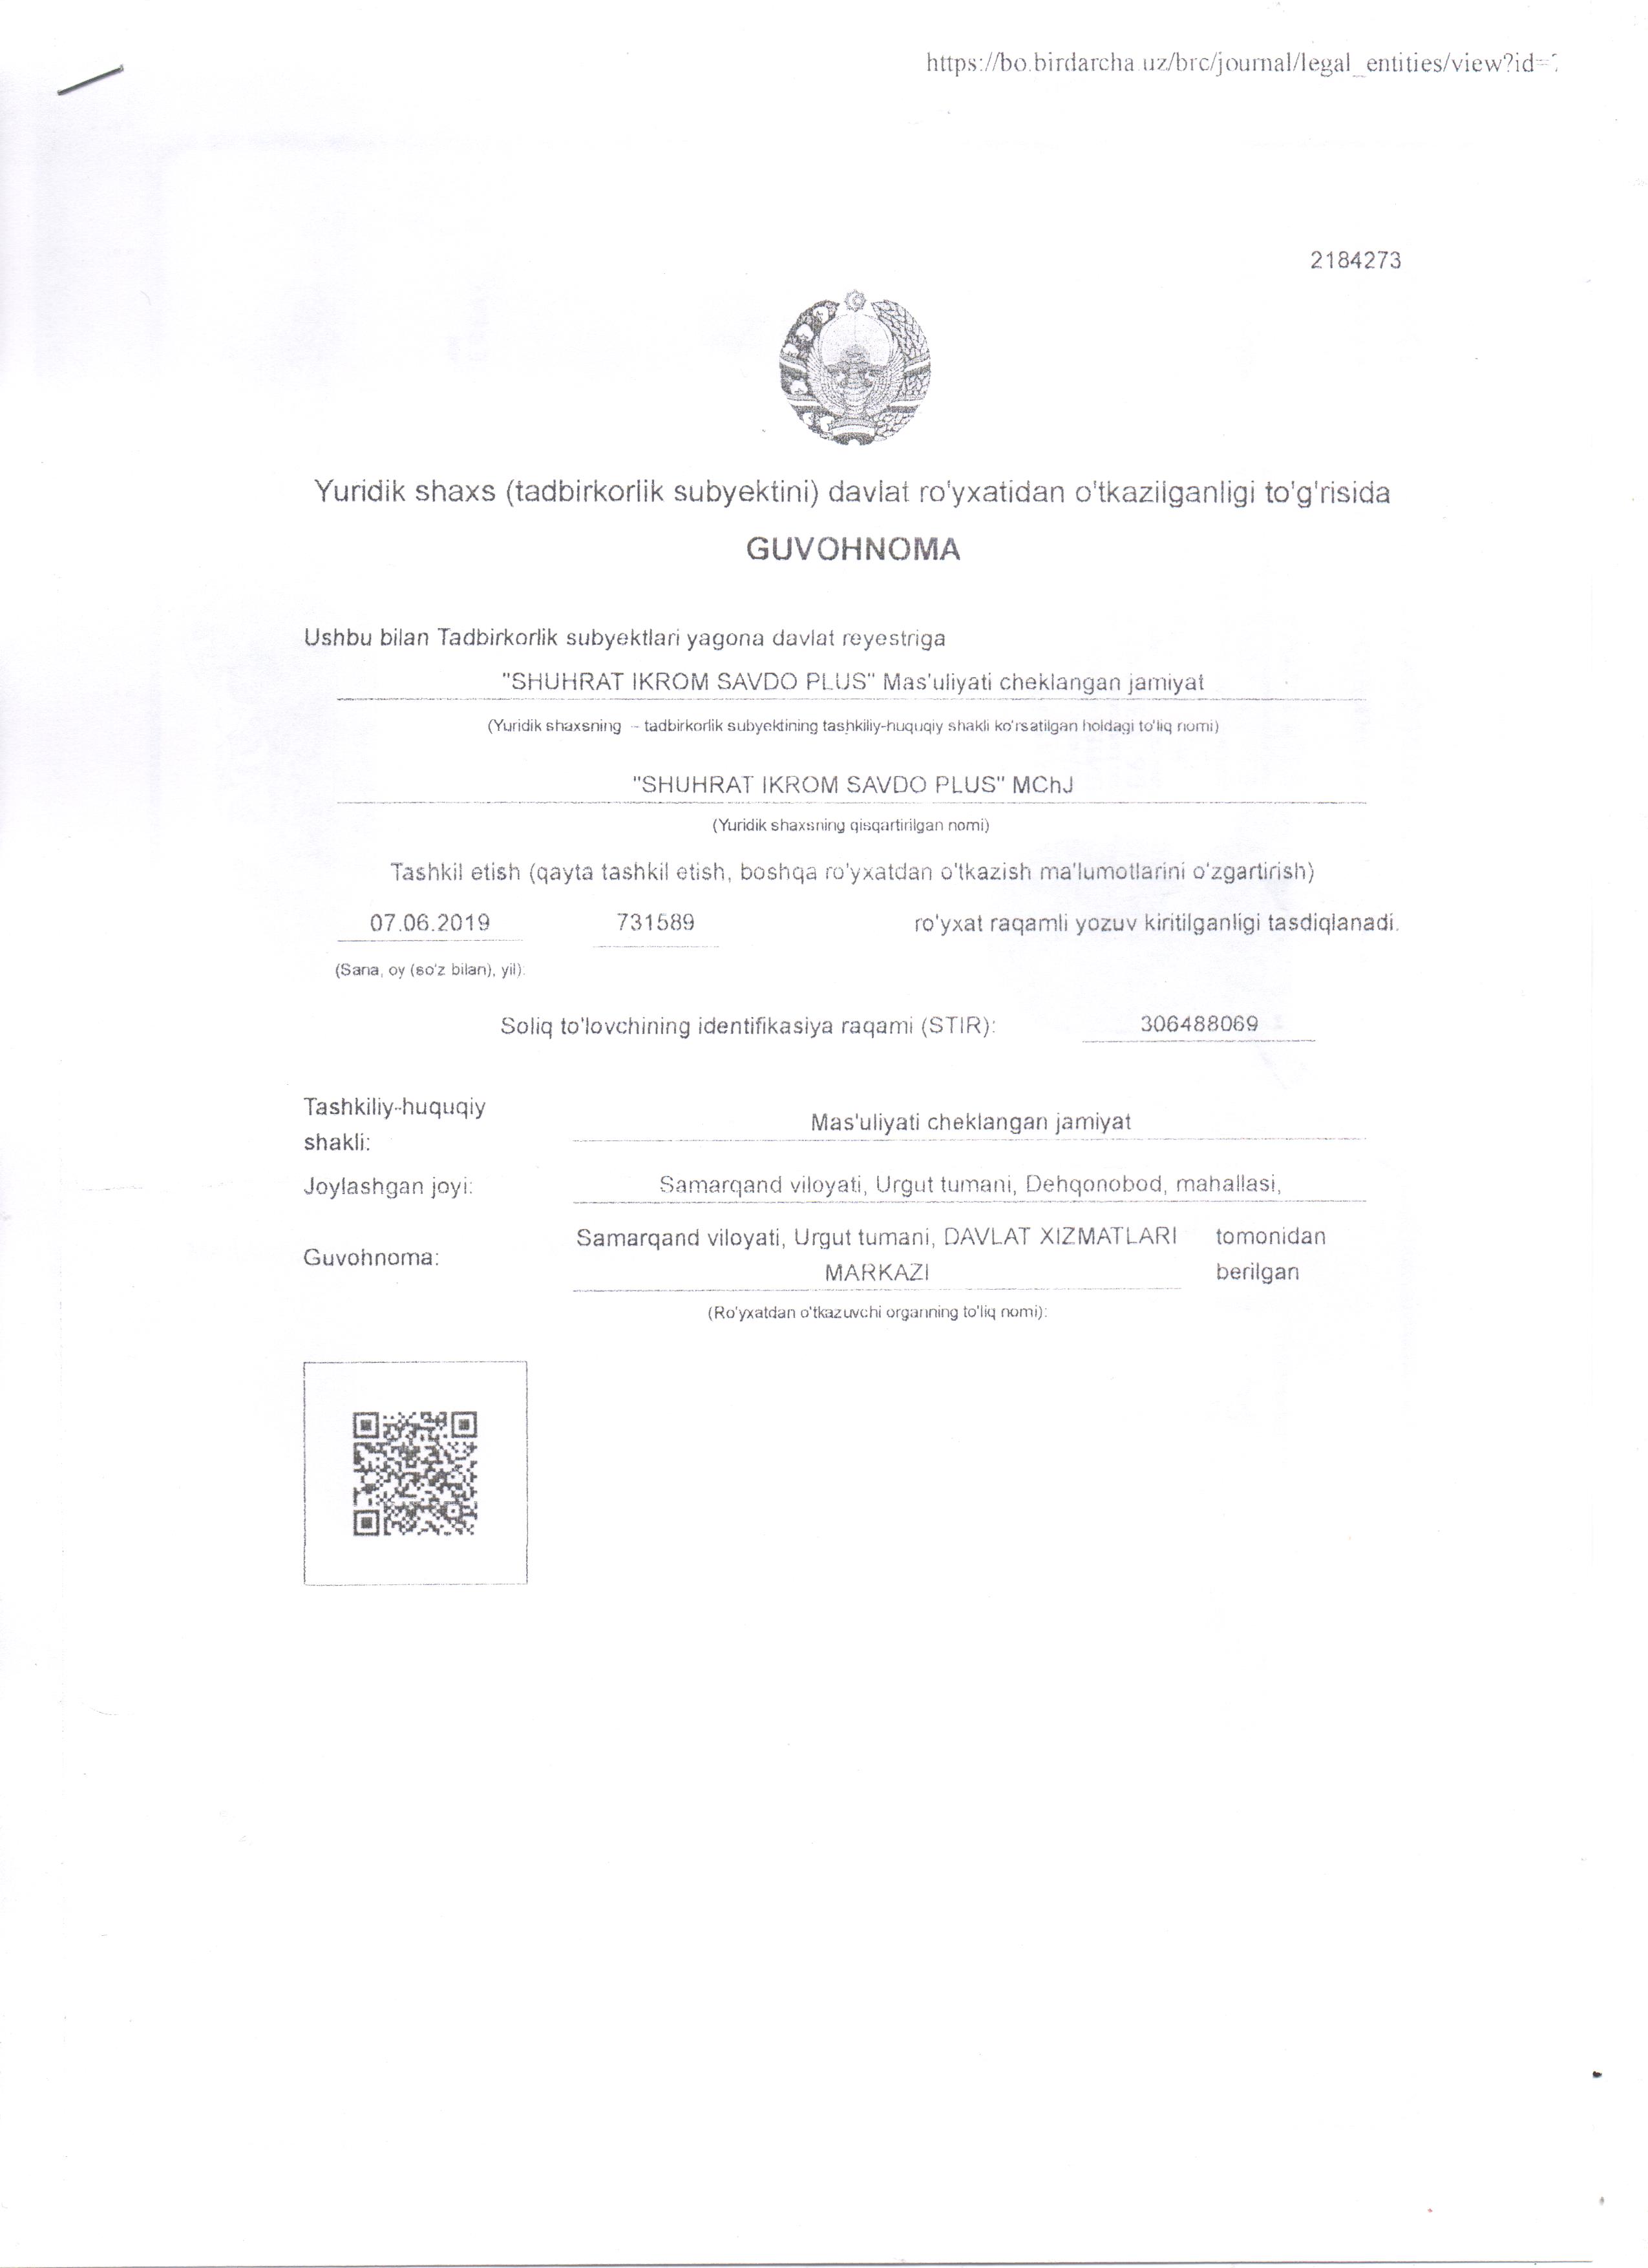 https://bo.birdarcha.uz/brc/journal/legal_entities/view?id=
2184273
Yuridik shaxs (tadbirkorlik subyektini) davlat ro'yxatidan o'tkazilganligi to'g'risida
GUVOHNOMA
Ushbu bilan Tadbirkorlik subyektlari yagona davlat reyestriga
"SHUHRAT IKROM SAVDO PLUS" Mas'uliyati cheklangan jamiyat
(Yuridik shaxsning - tadbirkorlik subyektining tashkiliy-huquqiy shakli ko'rsatilgan holdagi to'liq nomi)
"SHUHRAT IKROM SAVDO PLUS" MChJ
(Yuridik shaxsning qisqartirilgan nomi)
Tashkil etish (qayta tashkil etish, boshqa ro'yxatdan o'tkazish ma'lumotlarini o'zgartirish)
07.06.2019 731589 ro'yxat raqamli yozuv kiritilganligi tasdiqlanadi.
(Sana, oy (so'z bilan), yil):
Soliq to'lovchining identifikasiya raqami (STIR): 306488069
Tashkiliy-huquqiy
shakli: Mas'uliyati cheklangan jamiyat
Joylashgan joyi: Samarqand viloyati, Urgut tumani, Dehqonobod, mahallasi,
Guvohnoma: Samarqand viloyati, Urgut tumani, DAVLAT XIZMATLARI tomonidan
MARKAZI berilgan
(Ro'yxatdan o'tkazuvchi organning to'liq nomi):